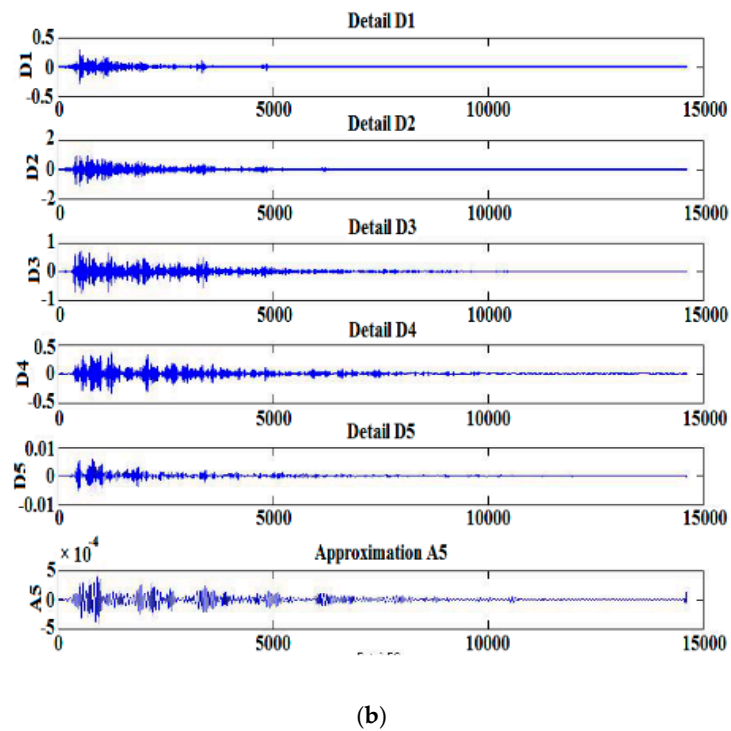 Detail D1
0.5
D1
0
-0.5
0 5000 10000 15000
Detail D2
2
D2
0
-2
0 5000 10000 15000
Detail D3
1
D3
0
-1
0 5000 10000 15000
Detail D4
0.5
D4
0
-0.5
0 5000 10000 15000
Detail D5
0.01
D5
0
-0.01
0 5000 10000 15000
× 10⁻⁴ Approximation A5
5
A5
0
-5
0 5000 10000 15000
(b)